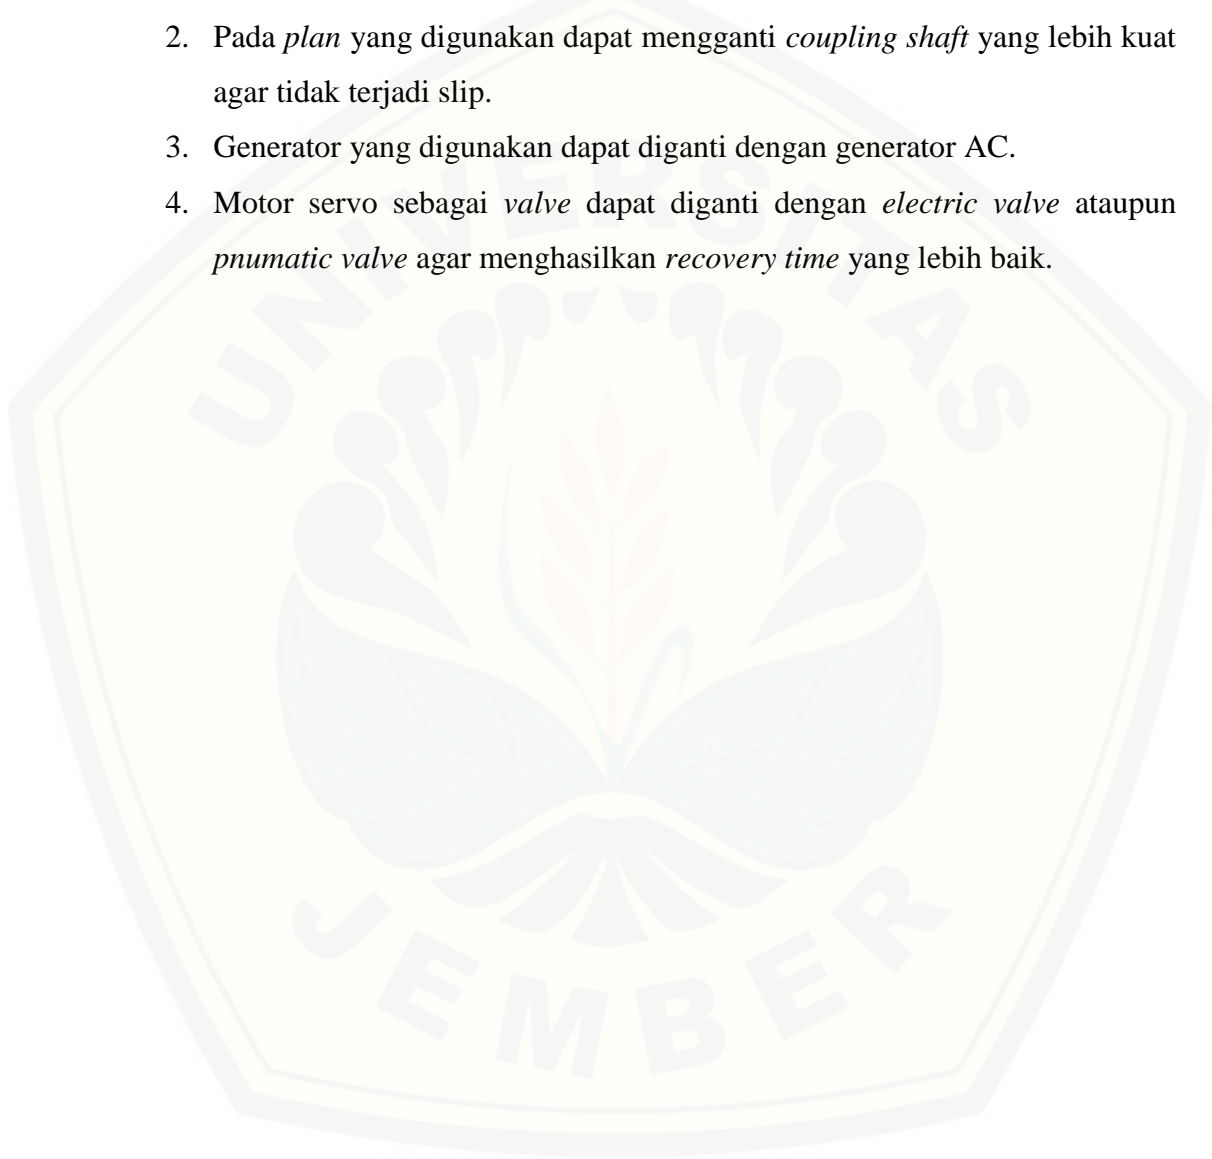 2. Pada plan yang digunakan dapat mengganti coupling shaft yang lebih kuat
agar tidak terjadi slip.
3. Generator yang digunakan dapat diganti dengan generator AC.
4. Motor servo sebagai valve dapat diganti dengan electric valve ataupun
pnumatic valve agar menghasilkan recovery time yang lebih baik.
UNIVERSITAS
JEMBER